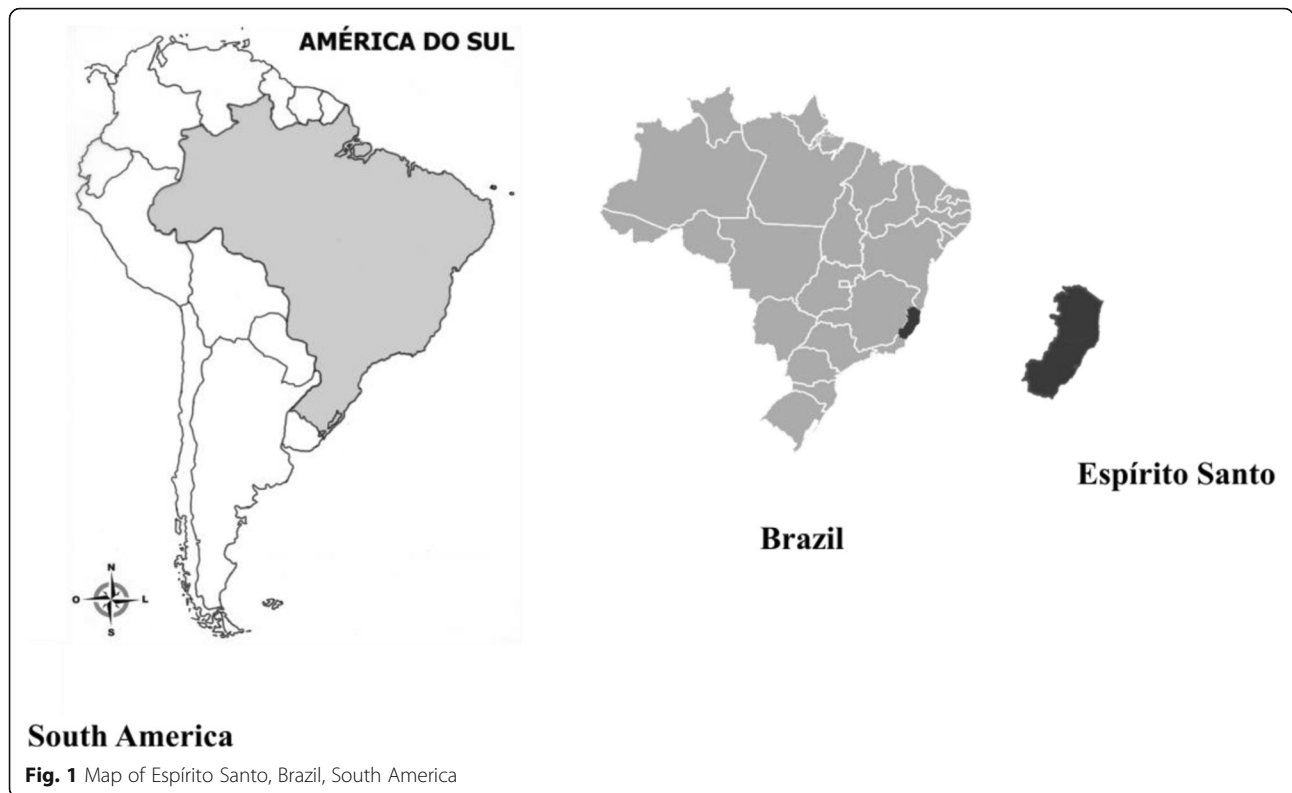 AMÉRICA DO SUL
Espírito Santo
Brazil
N
O L
S
South America
Fig. 1 Map of Espírito Santo, Brazil, South America